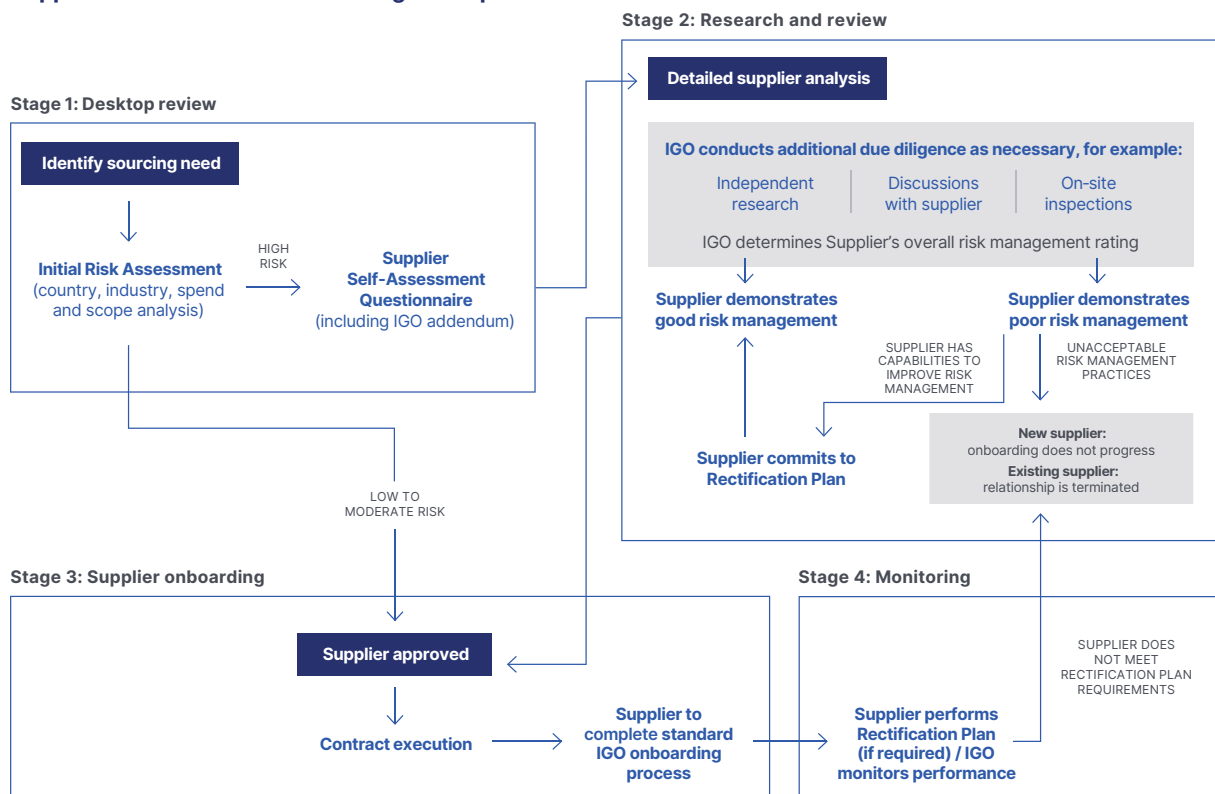 Stage 1: Desktop review
Identify sourcing need
Initial Risk Assessment
(country, industry, spend
and scope analysis)
HIGH
RISK
Supplier
Self-Assessment
Questionnaire
(including IGO addendum)
LOW TO
MODERATE RISK
Stage 2: Research and review
Detailed supplier analysis
IGO conducts additional due diligence as necessary, for example:
Independent
research
Discussions
with supplier
On-site
inspections
IGO determines Supplier's overall risk management rating
Supplier demonstrates
good risk management
Supplier demonstrates
poor risk management
SUPPLIER HAS
CAPABILITIES TO
IMPROVE RISK
MANAGEMENT
UNACCEPTABLE
RISK MANAGEMENT
PRACTICES
Supplier commits to
Rectification Plan
New supplier:
onboarding does not progress
Existing supplier:
relationship is terminated
Stage 3: Supplier onboarding
Supplier approved
Contract execution
Supplier to
complete standard
IGO onboarding
process
Stage 4: Monitoring
Supplier performs
Rectification Plan
(if required) / IGO
monitors performance
SUPPLIER DOES
NOT MEET
RECTIFICATION PLAN
REQUIREMENTS